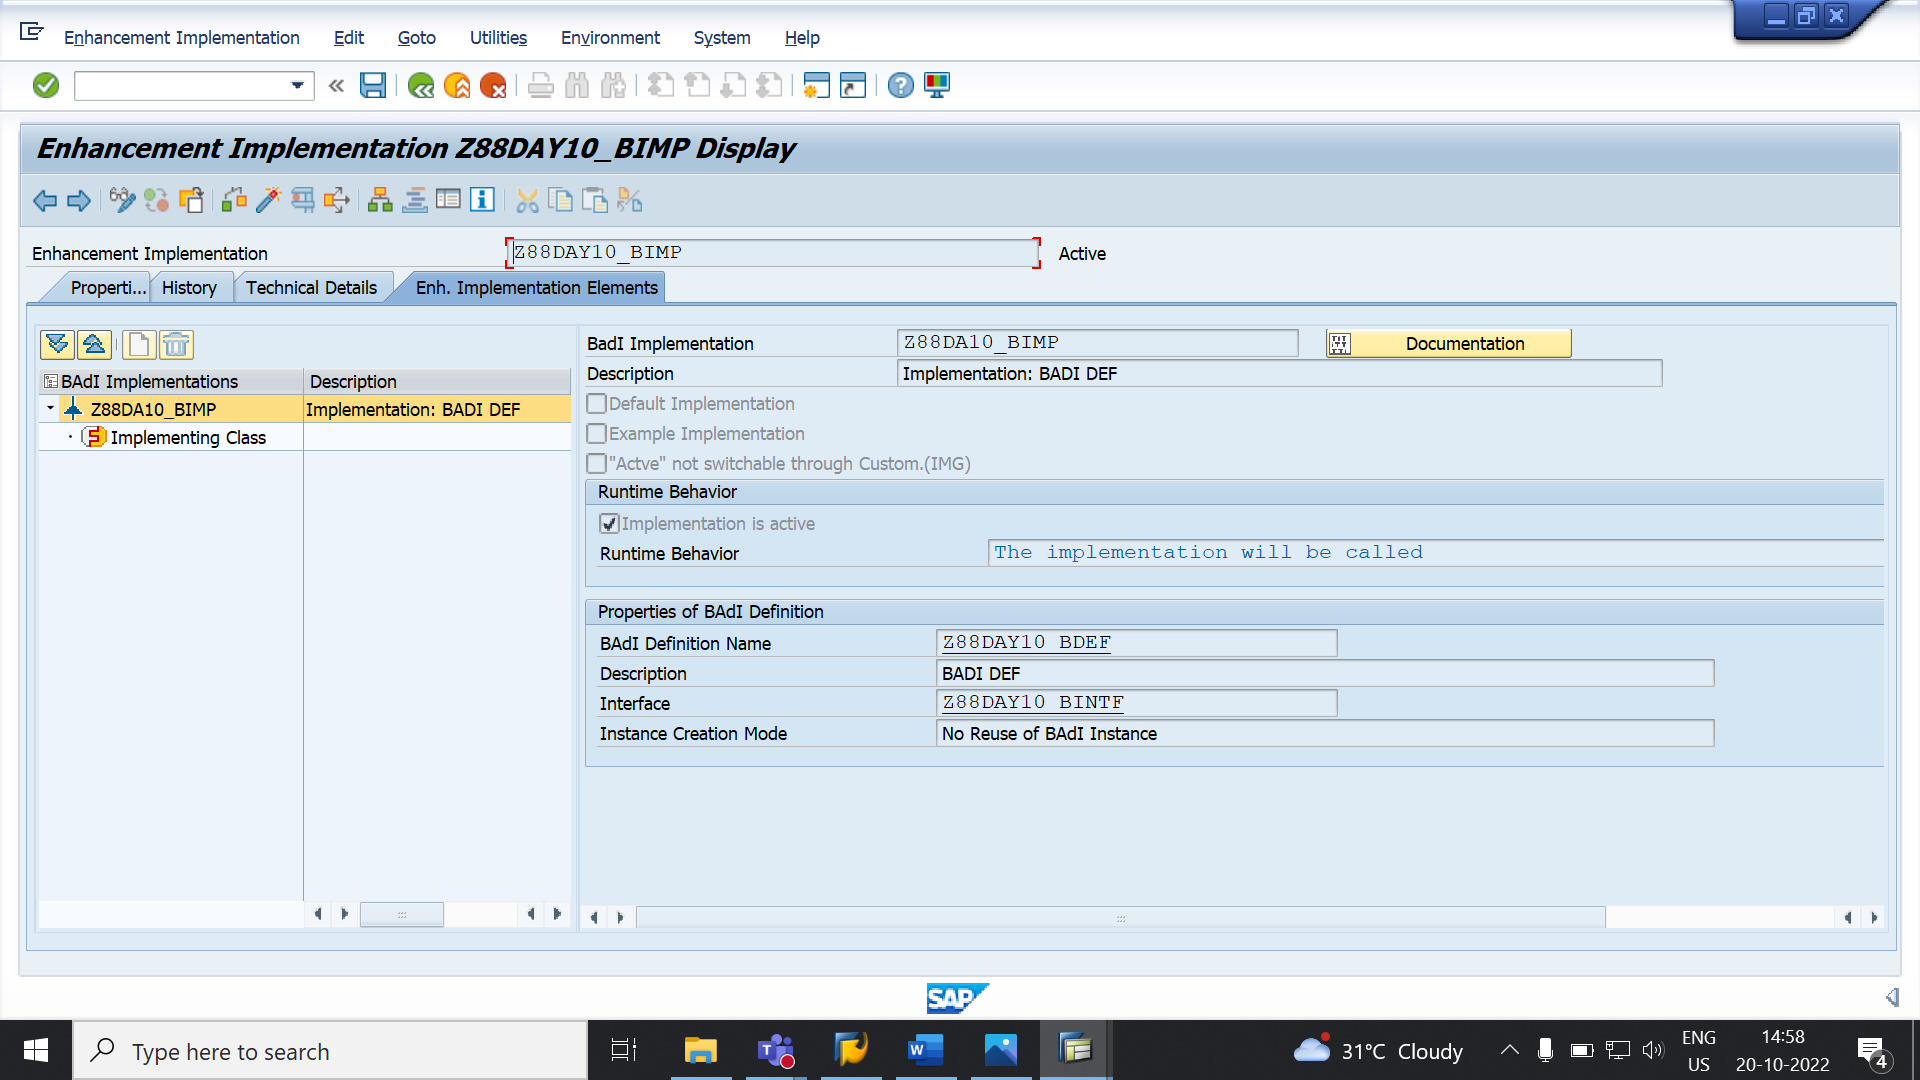 Enhancement Implementation Edit Goto Utilities Environment System Help
Enhancement Implementation Z88DAY10_BIMP Display
Enhancement Implementation Z88DAY10_BIMP Active
Properti... History Technical Details Enh. Implementation Elements
BAdI Implementations Description
Z88DA10_BIMP Implementation: BADI DEF
Implementing Class
BadI Implementation Z88DA10_BIMP Documentation
Description Implementation: BADI DEF
Default Implementation
Example Implementation
"Actve" not switchable through Custom.(IMG)
Runtime Behavior
Implementation is active
Runtime Behavior The implementation will be called
Properties of BAdI Definition
BAdI Definition Name Z88DAY10_BDEF
Description BADI DEF
Interface Z88DAY10_BINTF
Instance Creation Mode No Reuse of BAdI Instance
SAP
Type here to search
31°C Cloudy
ENG
US
14:58
20-10-2022
4